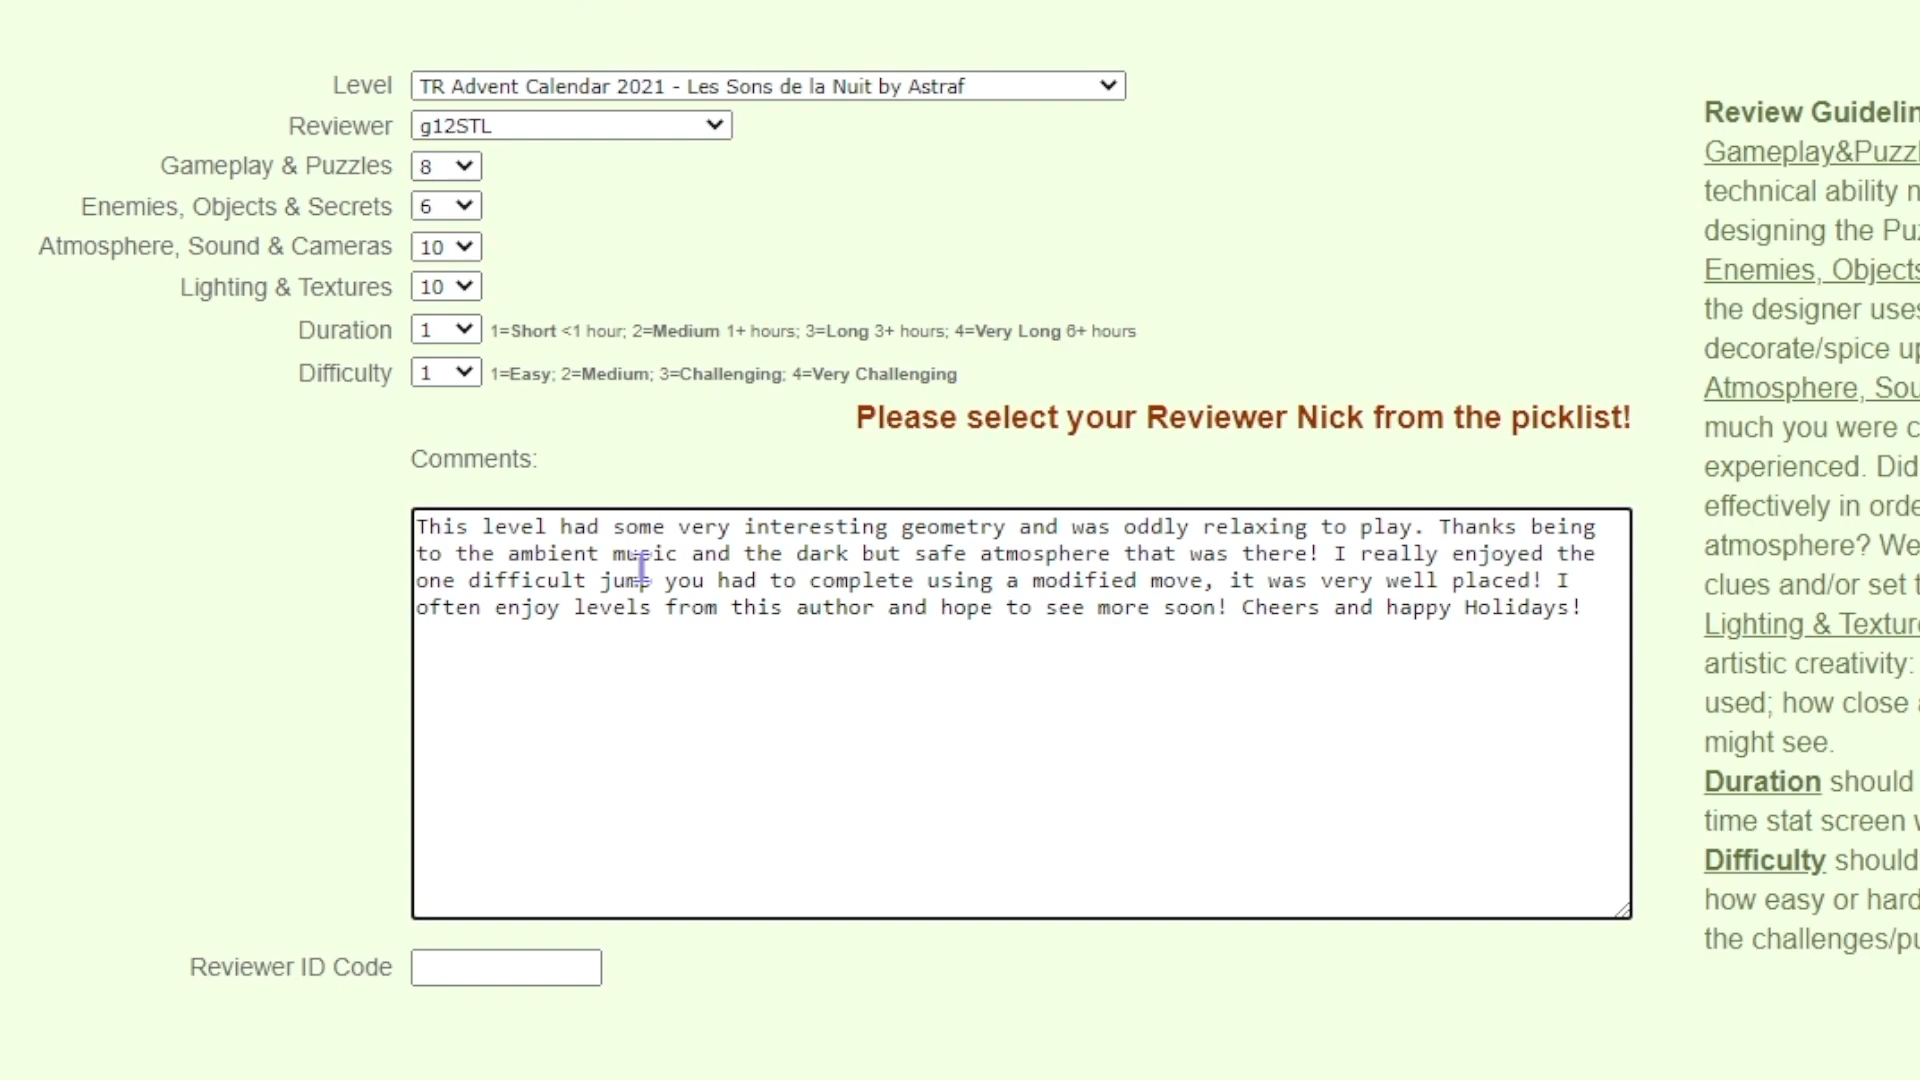 Level TR Advent Calendar 2021 - Les Sons de la Nuit by Astraf
Reviewer g12STL
Gameplay & Puzzles 8
Enemies, Objects & Secrets 6
Atmosphere, Sound & Cameras 10
Lighting & Textures 10
Duration 1 1=Short <1 hour; 2=Medium 1+ hours; 3=Long 3+ hours; 4=Very Long 6+ hours
Difficulty 1 1=Easy; 2=Medium; 3=Challenging; 4=Very Challenging
Please select your Reviewer Nick from the picklist!
Comments:
This level had some very interesting geometry and was oddly relaxing to play. Thanks being
to the ambient music and the dark but safe atmosphere that was there! I really enjoyed the
one difficult jump you had to complete using a modified move, it was very well placed! I
often enjoy levels from this author and hope to see more soon! Cheers and happy Holidays!
Reviewer ID Code
Review Guidelin
Gameplay&Puzzl
technical ability n
designing the Puz
Enemies, Objects
the designer uses
decorate/spice up
Atmosphere, Sou
much you were c
experienced. Did
effectively in orde
atmosphere? We
clues and/or set t
Lighting & Texture
artistic creativity:
used; how close a
might see.
Duration should
time stat screen w
Difficulty should
how easy or hard
the challenges/pu